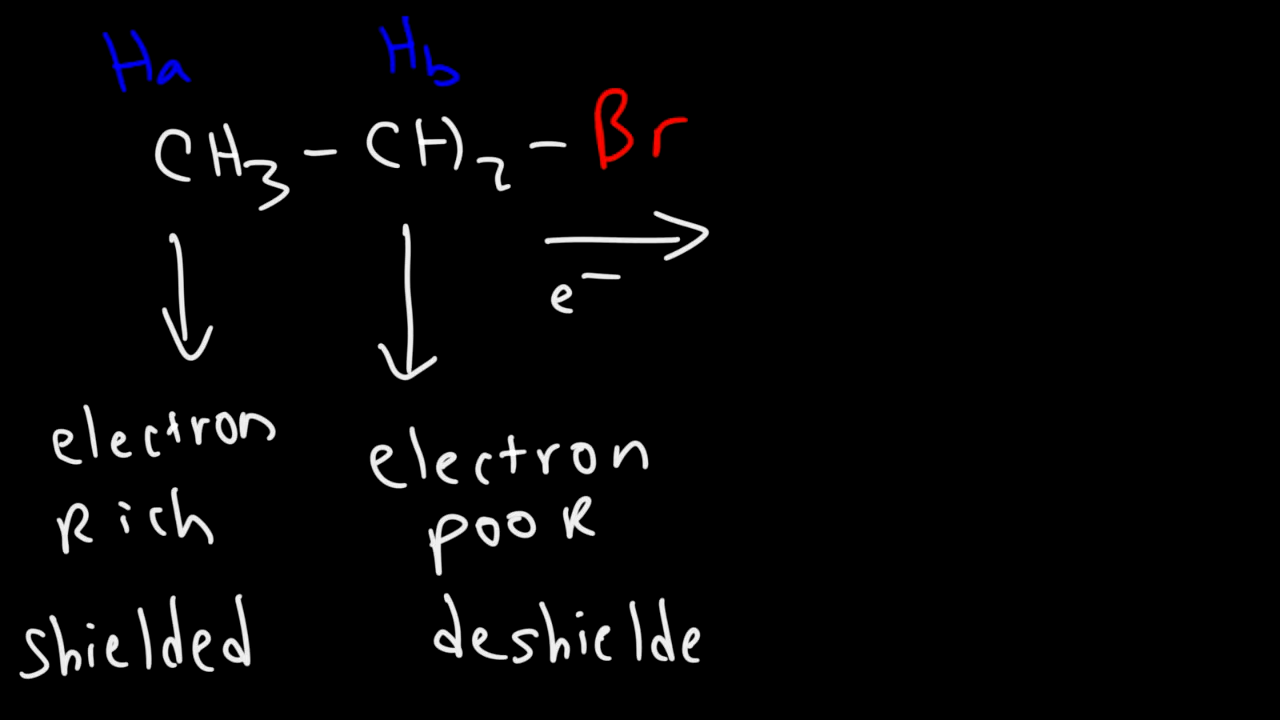 Ha Hb
CH3 - CH2 - Br
e-
electron electron
Rich pooR
shielded deshielde